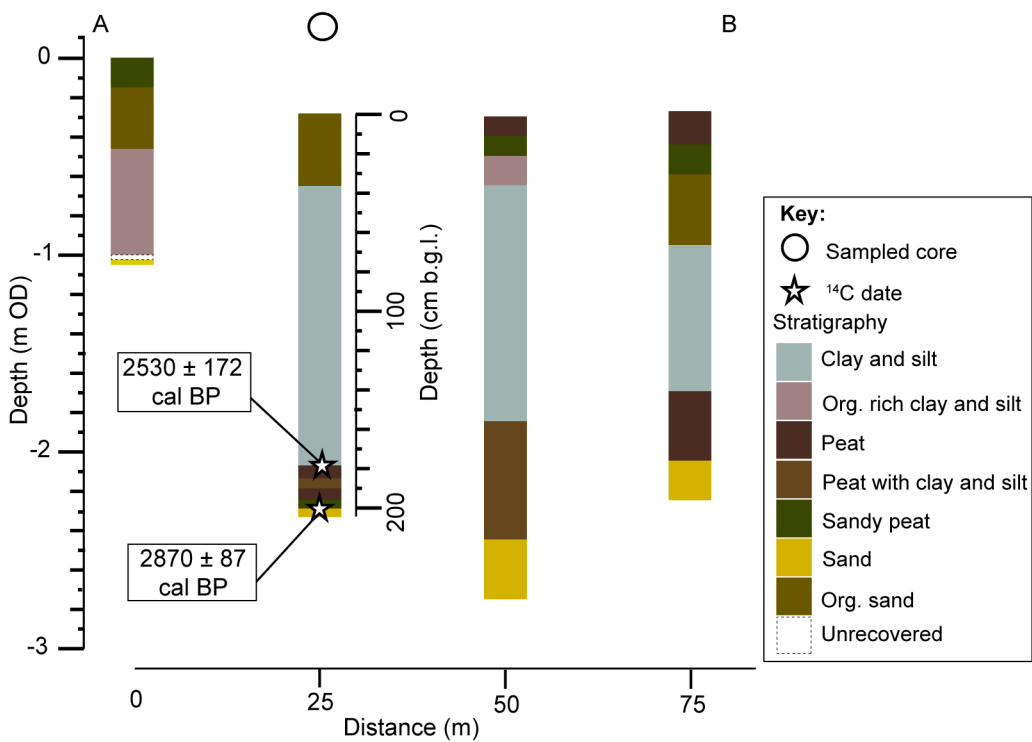 A
B
0
-1
-2
-3
Depth (m OD)
0
100
200
Depth (cm b.g.l.)
2530 ± 172
cal BP
2870 ± 87
cal BP
0
25
50
75
Distance (m)
Key:
Sampled core
¹⁴C date
Stratigraphy
Clay and silt
Org. rich clay and silt
Peat
Peat with clay and silt
Sandy peat
Sand
Org. sand
Unrecovered